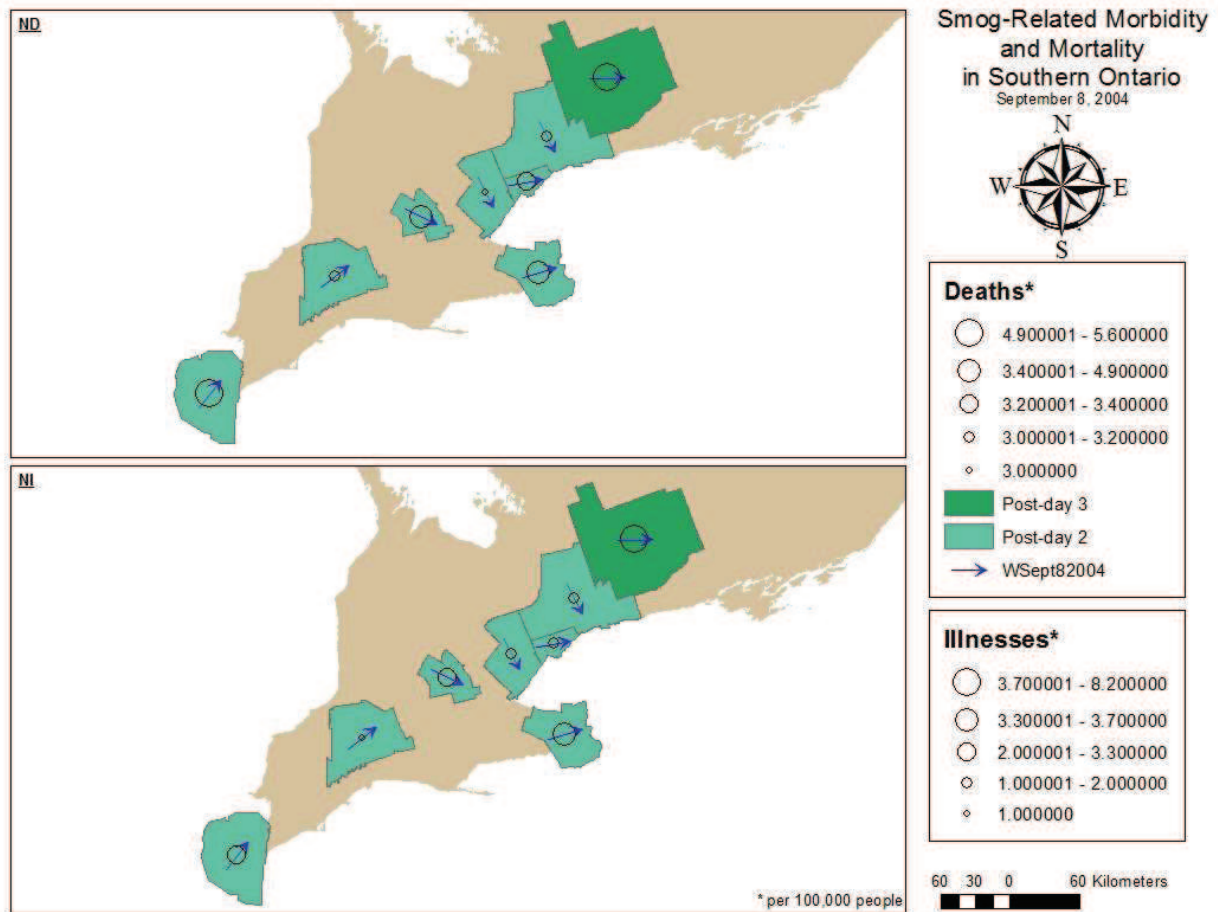 ND
NI
* per 100,000 people
Smog-Related Morbidity
and Mortality
in Southern Ontario
September 8, 2004
N
W E
S
Deaths*
4.900001 - 5.600000
3.400001 - 4.900000
3.200001 - 3.400000
3.000001 - 3.200000
3.000000
Post-day 3
Post-day 2
WSept82004
Illnesses*
3.700001 - 8.200000
3.300001 - 3.700000
2.000001 - 3.300000
1.000001 - 2.000000
1.000000
60 30 0 60 Kilometers